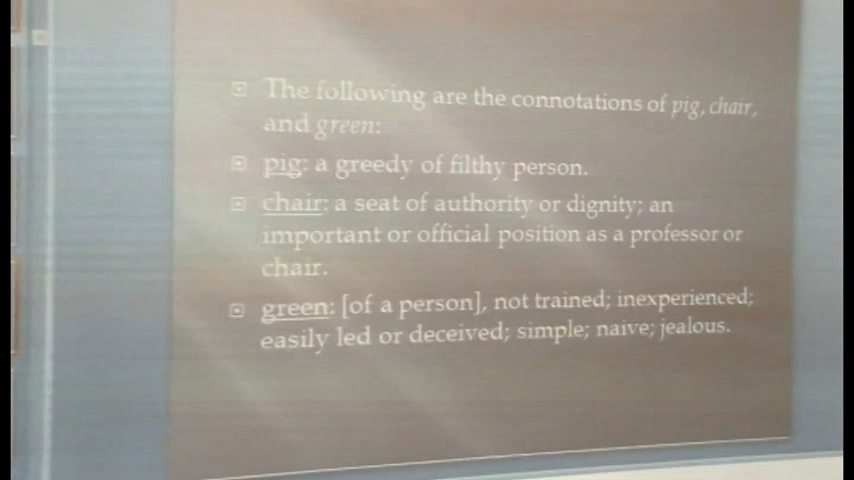 The following are the connotations of pig, chair,
and green:
pig: a greedy of filthy person.
chair: a seat of authority or dignity; an
important or official position as a professor or
chair.
green: [of a person], not trained; inexperienced;
easily led or deceived; simple; naive; jealous.